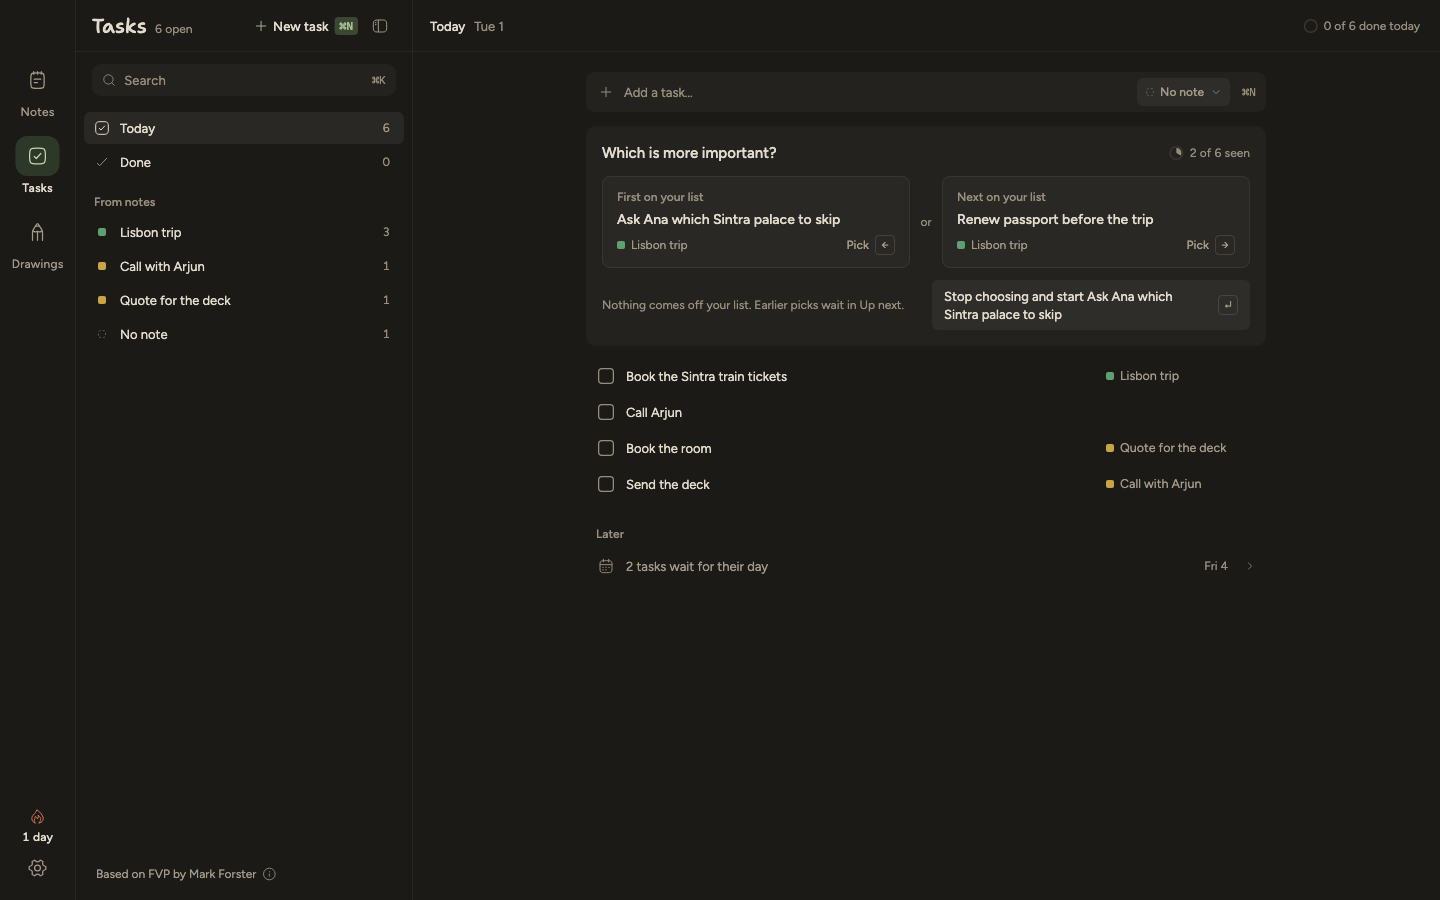 Tasks 6 open
New task ⌘N
Today Tue 1
0 of 6 done today
Notes
Tasks
Drawings
Search ⌘K
Today 6
Done 0
From notes
Lisbon trip 3
Call with Arjun 1
Quote for the deck 1
No note 1
Add a task...
No note
⌘N
Which is more important?
2 of 6 seen
First on your list
Ask Ana which Sintra palace to skip
Lisbon trip
Pick ←
or
Next on your list
Renew passport before the trip
Lisbon trip
Pick →
Nothing comes off your list. Earlier picks wait in Up next.
Stop choosing and start Ask Ana which
Sintra palace to skip
Book the Sintra train tickets Lisbon trip
Call Arjun
Book the room Quote for the deck
Send the deck Call with Arjun
Later
2 tasks wait for their day Fri 4
1 day
Based on FVP by Mark Forster